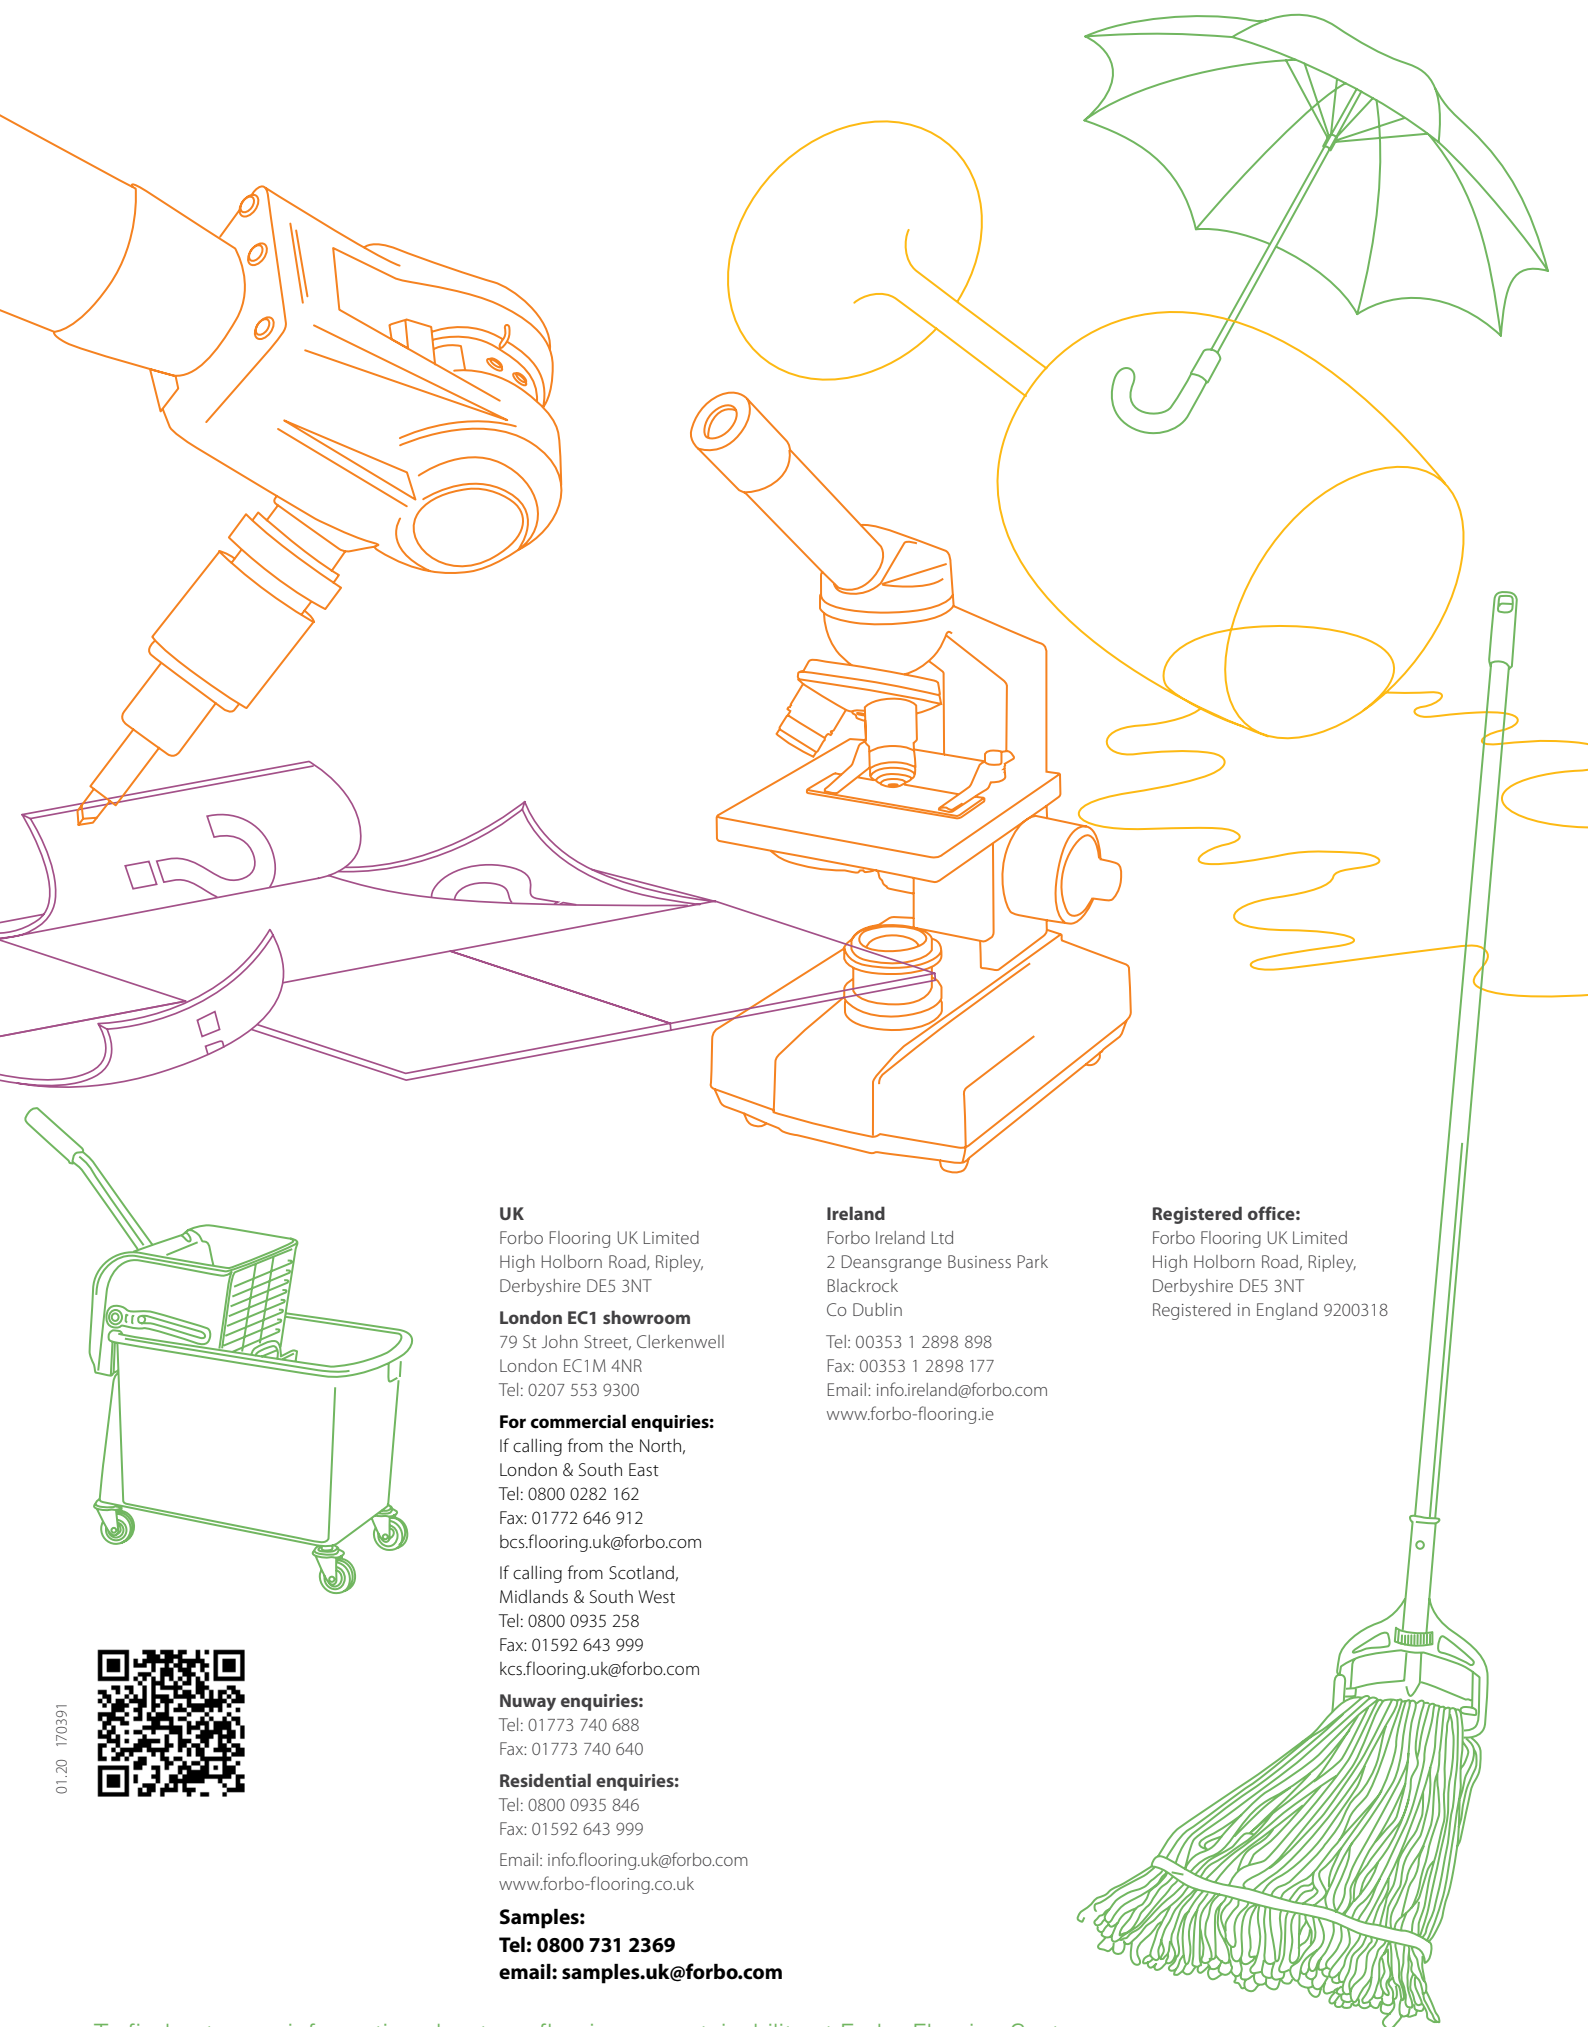 UK
Forbo Flooring UK Limited
High Holborn Road, Ripley,
Derbyshire DE5 3NT
London EC1 showroom
79 St John Street, Clerkenwell
London EC1M 4NR
Tel: 0207 553 9300
For commercial enquiries:
If calling from the North,
London & South East
Tel: 0800 0282 162
Fax: 01772 646 912
bcs.flooring.uk@forbo.com
If calling from Scotland,
Midlands & South West
Tel: 0800 0935 258
Fax: 01592 643 999
kcs.flooring.uk@forbo.com
Nuway enquiries:
Tel: 01773 740 688
Fax: 01773 740 640
Residential enquiries:
Tel: 0800 0935 846
Fax: 01592 643 999
Email: info.flooring.uk@forbo.com
www.forbo-flooring.co.uk
Samples:
Tel: 0800 731 2369
email: samples.uk@forbo.com
Ireland
Forbo Ireland Ltd
2 Deansgrange Business Park
Blackrock
Co Dublin
Tel: 00353 1 2898 898
Fax: 00353 1 2898 177
Email: info.ireland@forbo.com
www.forbo-flooring.ie
Registered office:
Forbo Flooring UK Limited
High Holborn Road, Ripley,
Derbyshire DE5 3NT
Registered in England 9200318
01.20 170391